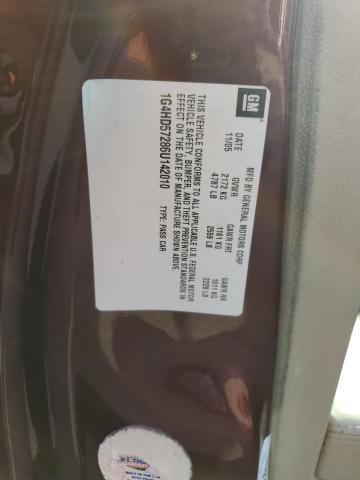 GM
MFD BY GENERAL MOTORS CORP
DATE GVWR GAWR FRT GAWR RR
11/05 2172 KG 1161 KG 1011 KG
4787 LB 2559 LB 2228 LB
THIS VEHICLE CONFORMS TO ALL APPLICABLE U.S. FEDERAL MOTOR
VEHICLE SAFETY, BUMPER, AND THEFT PREVENTION STANDARDS IN
EFFECT ON THE DATE OF MANUFACTURE SHOWN ABOVE.
1G4HD57286U142010 TYPE: PASS CAR